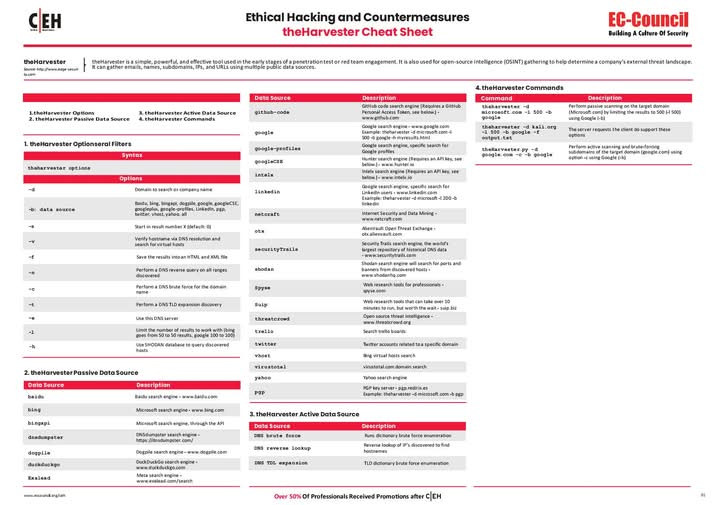 C|EH
Ethical Hacking and Countermeasures
theHarvester Cheat Sheet
EC-Council
Building A Culture Of Security
theHarvester
Source: http://www.edge-securi
ty.com
theHarvester is a simple, powerful, and effective tool used in the early stages of a penetration test or red team engagement. It is also used for open-source intelligence (OSINT) gathering to help determine a company's external threat landscape.
It can gather emails, names, subdomains, IPs, and URLs using multiple public data sources.
1.theHarvester Options
2. theHarvester Passive Data Source
3. theHarvester Active Data Source
4. theHarvester Commands
1. theHarvester Optionseral Filters
Syntax
theharvester options
Options
-d Domain to search or company name
-b: data source
Baidu, bing, bingapi, dogpile, google, googleCSE,
googleplus, google-profiles, LinkedIn, pgp,
twitter, vhost, yahoo, all
-s Start in result number X (default: 0)
-v
Verify hostname via DNS resolution and
search for virtual hosts
-f Save the results into an HTML and XML file
-n
Perform a DNS reverse query on all ranges
discovered
-c
Perform a DNS brute force for the domain
name
-t Perform a DNS TLD expansion discovery
-e Use this DNS server
-l
Limit the number of results to work with (bing
goes from 50 to 50 results, google 100 to 100)
-h
Use SHODAN database to query discovered
hosts
2. theHarvester Passive Data Source
Data Source Description
baidu Baidu search engine - www.baidu.com
bing Microsoft search engine - www.bing.com
bingapi Microsoft search engine, through the API
dnsdumpster
DNSdumpster search engine -
https://dnsdumpster.com/
dogpile Dogpile search engine - www.dogpile.com
duckduckgo
DuckDuckGo search engine -
www.duckduckgo.com
Exalead
Meta search engine -
www.exalead.com/search
Data Source Description
github-code
GitHub code search engine (Requires a GitHub
Personal Access Token, see below.) -
www.github.com
google
Google search engine - www.google.com
Example: theharvester -d microsoft.com -l
500 -b google -h myresults.html
google-profiles
Google search engine, specific search for
Google profiles
googleCSE
Hunter search engine (Requires an API key, see
below.) - www.hunter.io
intelx
Intelx search engine (Requires an API key, see
below.) - www.intelx.io
linkedin
Google search engine, specific search for
LinkedIn users - www.linkedin.com
Example: theharvester -d microsoft -l 200 -b
linkedin
netcraft
Internet Security and Data Mining -
www.netcraft.com
otx
Alienvault Open Threat Exchange -
otx.alienvault.com
securityTrails
Security Trails search engine, the world's
largest repository of historical DNS data
- www.securitytrails.com
shodan
Shodan search engine will search for ports and
banners from discovered hosts -
www.shodanhq.com
Spyse
Web research tools for professionals -
spyse.com
Suip
Web research tools that can take over 10
minutes to run, but worth the wait - suip.biz
threatcrowd
Open source threat intelligence -
www.threatcrowd.org
trello Search trello boards
twitter Twitter accounts related to a specific domain
vhost Bing virtual hosts search
virustotal virustotal.com domain search
yahoo Yahoo search engine
pgp
PGP key server - pgp.rediris.es
Example: theharvester -d microsoft.com -b pgp
3. theHarvester Active Data Source
Data Source Description
DNS brute force Runs dictionary brute force enumeration
DNS reverse lookup
Reverse lookup of IP's discovered to find
hostnames
DNS TDL expansion TLD dictionary brute force enumeration
4. theHarvester Commands
Command Description
theharvester -d
microsoft.com -l 500 -b
google
Perform passive scanning on the target domain
(Microsoft.com) by limiting the results to 500 (-l 500)
using Google (-b)
theharvester -d kali.org
-l 500 -b google -f
output.txt
The server requests the client do support these
options
theHarvester.py -d
google.com -c -b google
Perform active scanning and brute-forcing
subdomains of the target domain (google.com) using
option -c using Google (-b)
Over 50% Of Professionals Received Promotions after C|EH